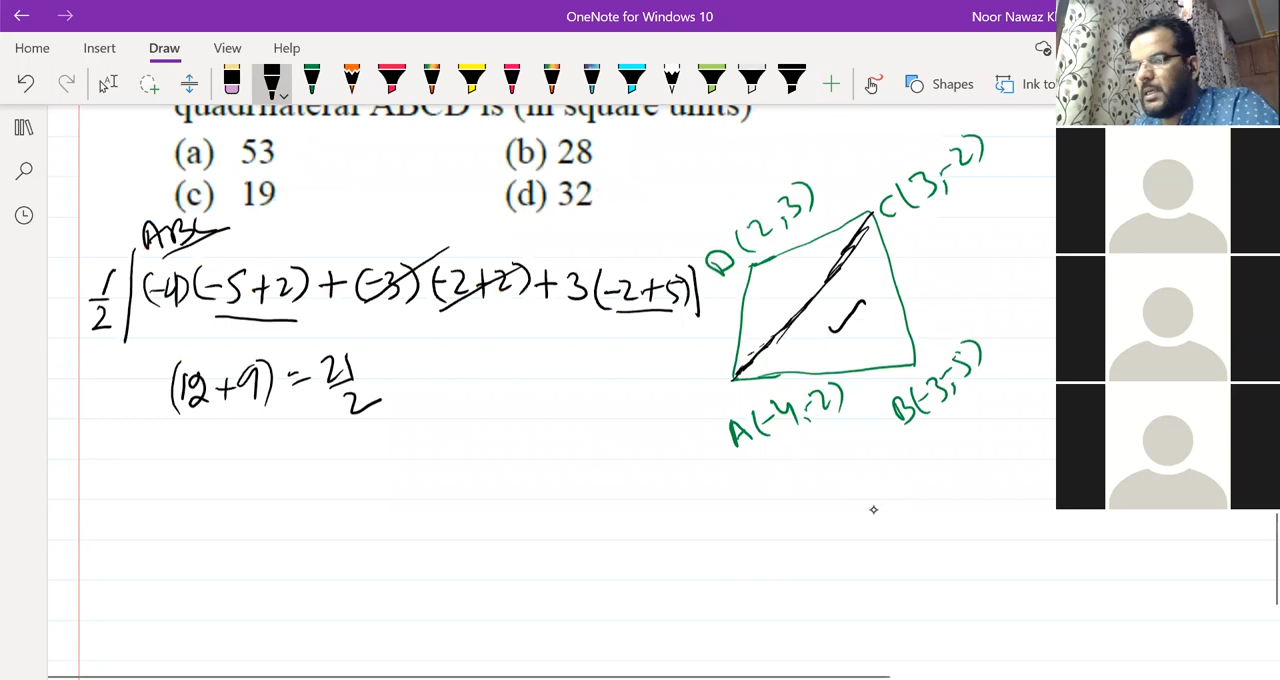 OneNote for Windows 10
Noor Nawaz K
Home Insert Draw View Help
Shapes Ink to
quadrilateral ABCD is (in square units)
(a) 53 (b) 28
(c) 19 (d) 32
ABC
1/2 |(-4)(-5+2) + (-3)(-2+2) + 3(-2+5)|
(12+9) = 21/2
D(2,3)
C(3,-2)
A(-4,-2)
B(-3,-5)